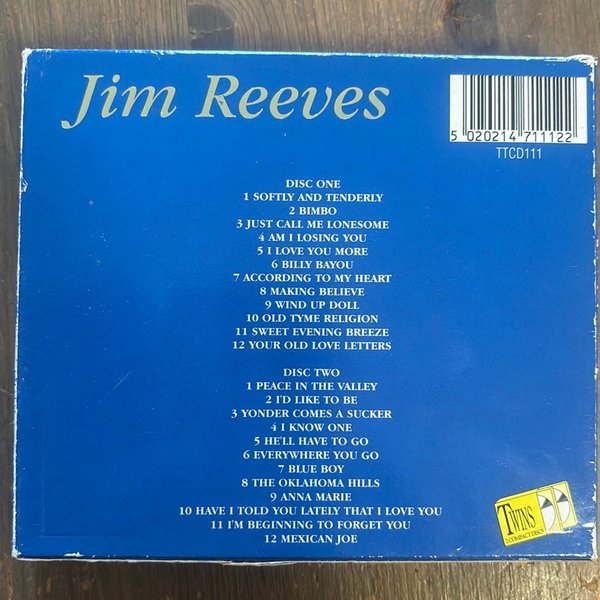 Jim Reeves
5 020214 711122
TTCD111
DISC ONE
1 SOFTLY AND TENDERLY
2 BIMBO
3 JUST CALL ME LONESOME
4 AM I LOSING YOU
5 I LOVE YOU MORE
6 BILLY BAYOU
7 ACCORDING TO MY HEART
8 MAKING BELIEVE
9 WIND UP DOLL
10 OLD TYME RELIGION
11 SWEET EVENING BREEZE
12 YOUR OLD LOVE LETTERS
DISC TWO
1 PEACE IN THE VALLEY
2 I'D LIKE TO BE
3 YONDER COMES A SUCKER
4 I KNOW ONE
5 HE'LL HAVE TO GO
6 EVERYWHERE YOU GO
7 BLUE BOY
8 THE OKLAHOMA HILLS
9 ANNA MARIE
10 HAVE I TOLD YOU LATELY THAT I LOVE YOU
11 I'M BEGINNING TO FORGET YOU
12 MEXICAN JOE
TWINS
2 COMPACT DISCS